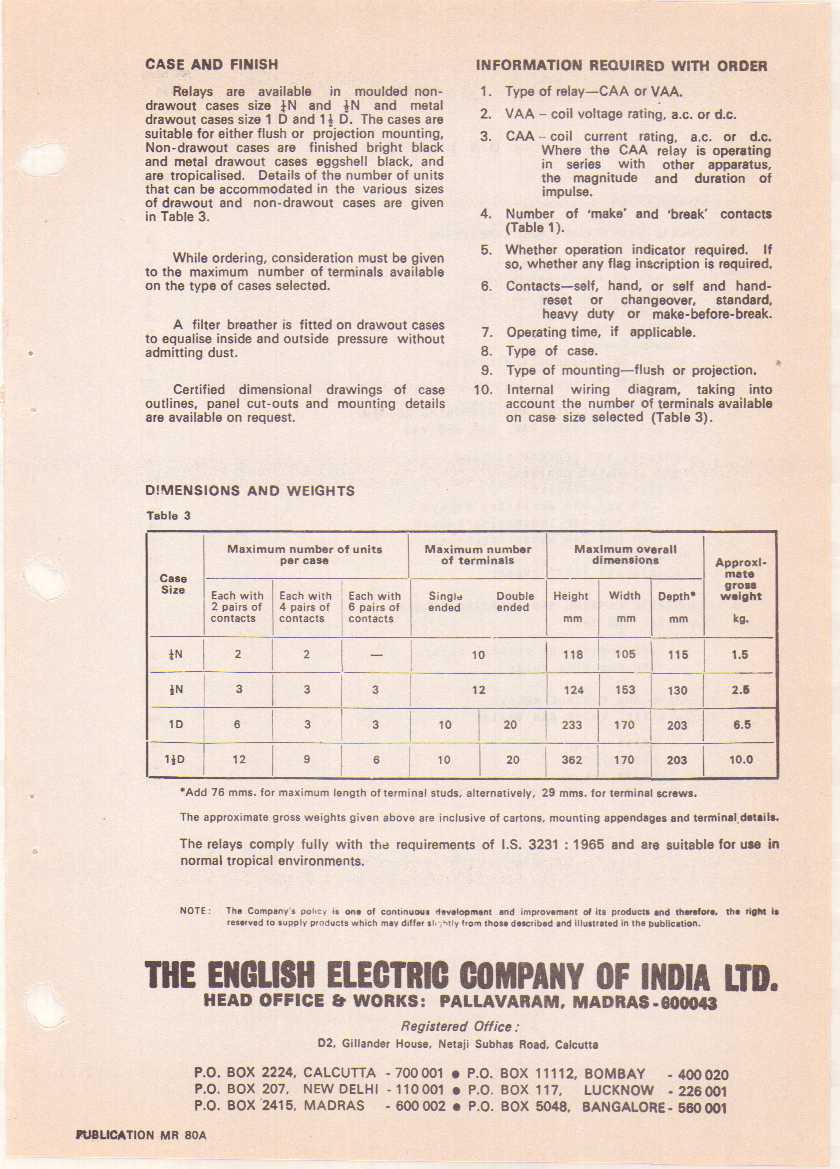 CASE AND FINISH
Relays are available in moulded non-
drawout cases size ¼N and ½N and metal
drawout cases size 1 D and 1½ D. The cases are
suitable for either flush or projection mounting,
Non-drawout cases are finished bright black
and metal drawout cases eggshell black, and
are tropicalised. Details of the number of units
that can be accommodated in the various sizes
of drawout and non-drawout cases are given
in Table 3.
While ordering, consideration must be given
to the maximum number of terminals available
on the type of cases selected.
A filter breather is fitted on drawout cases
to equalise inside and outside pressure without
admitting dust.
Certified dimensional drawings of case
outlines, panel cut-outs and mounting details
are available on request.
INFORMATION REQUIRED WITH ORDER
1. Type of relay—CAA or VAA.
2. VAA – coil voltage rating, a.c. or d.c.
3. CAA – coil current rating, a.c. or d.c.
Where the CAA relay is operating
in series with other apparatus,
the magnitude and duration of
impulse.
4. Number of 'make' and 'break' contacts
(Table 1).
5. Whether operation indicator required. If
so, whether any flag inscription is required.
6. Contacts—self, hand, or self and hand-
reset or changeover, standard,
heavy duty or make-before-break.
7. Operating time, if applicable.
8. Type of case.
9. Type of mounting—flush or projection.
10. Internal wiring diagram, taking into
account the number of terminals available
on case size selected (Table 3).
DIMENSIONS AND WEIGHTS
Table 3
Case Size | Maximum number of units per case | Maximum number of terminals | Maximum overall dimensions | Approxi-mate gross weight kg.
Each with 2 pairs of contacts | Each with 4 pairs of contacts | Each with 6 pairs of contacts | Single ended | Double ended | Height mm | Width mm | Depth* mm
¼N 2 2 — 10 118 105 115 1.5
½N 3 3 3 12 124 153 130 2.5
1D 6 3 3 10 20 233 170 203 6.5
1½D 12 9 6 10 20 362 170 203 10.0
*Add 76 mms. for maximum length of terminal studs, alternatively, 29 mms. for terminal screws.
The approximate gross weights given above are inclusive of cartons, mounting appendages and terminal details.
The relays comply fully with the requirements of I.S. 3231 : 1965 and are suitable for use in
normal tropical environments.
NOTE: The Company's policy is one of continuous development and improvement of its products and therefore, the right is
reserved to supply products which may differ slightly from those described and illustrated in the publication.
THE ENGLISH ELECTRIC COMPANY OF INDIA LTD.
HEAD OFFICE & WORKS: PALLAVARAM, MADRAS-600043
Registered Office:
D2, Gillander House, Netaji Subhas Road, Calcutta
P.O. BOX 2224, CALCUTTA - 700 001 ● P.O. BOX 11112, BOMBAY - 400 020
P.O. BOX 207, NEW DELHI - 110 001 ● P.O. BOX 117, LUCKNOW - 226 001
P.O. BOX 2415, MADRAS - 600 002 ● P.O. BOX 5048, BANGALORE - 560 001
PUBLICATION MR 80A